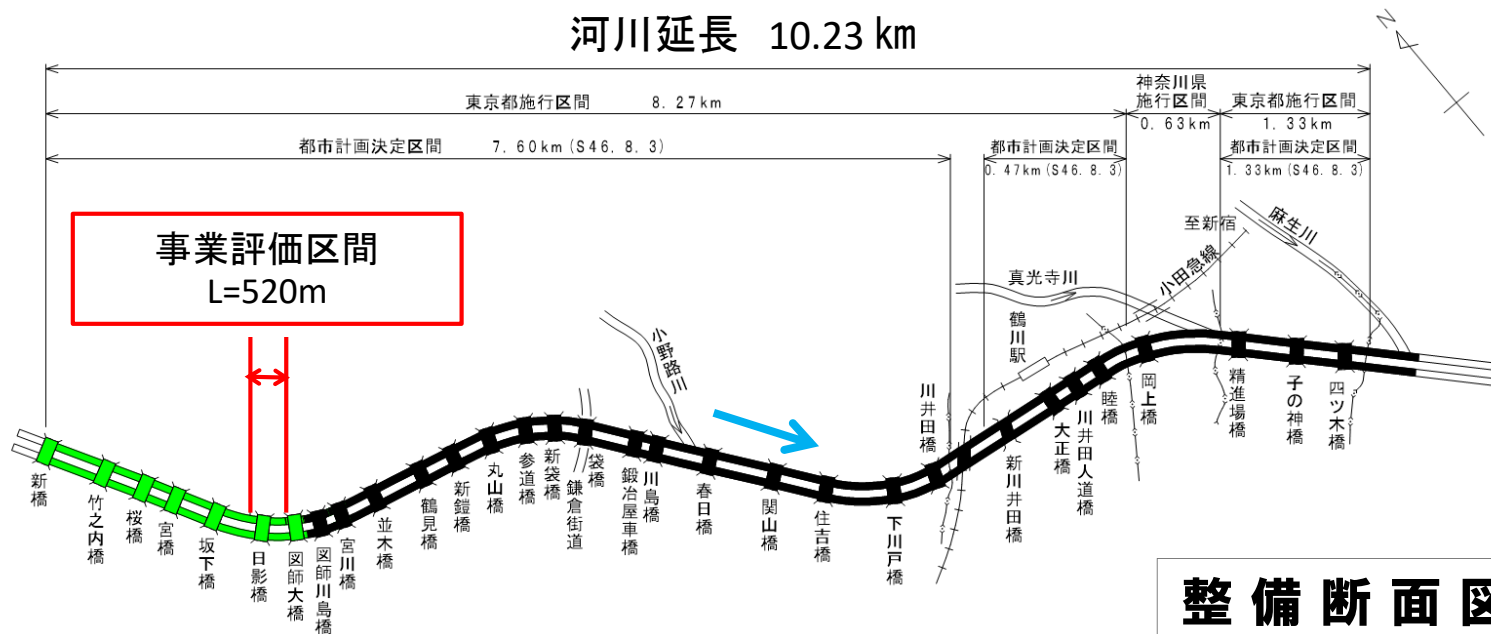 河川延長 10.23 km
N
東京都施行区間 8.27km
神奈川県
施行区間
0.63km
東京都施行区間
1.33km
都市計画決定区間 7.60km(S46.8.3)
都市計画決定区間
0.47km(S46.8.3)
都市計画決定区間
1.33km(S46.8.3)
事業評価区間
L=520m
至新宿
麻生川
小田急線
真光寺川
鶴川駅
小野路川
新橋
竹之内橋
桜橋
宮橋
坂下橋
日影橋
図師大橋
図師川島橋
宮川橋
並木橋
鶴見橋
新鎧橋
丸山橋
参道橋
新袋橋
鎌倉街道
袋橋
鍛冶屋車橋
川島橋
春日橋
関山橋
住吉橋
下川戸橋
川井田橋
新川井田橋
大正橋
川井田人道橋
睦橋
岡上橋
精進場橋
子の神橋
四ツ木橋
整備断面図